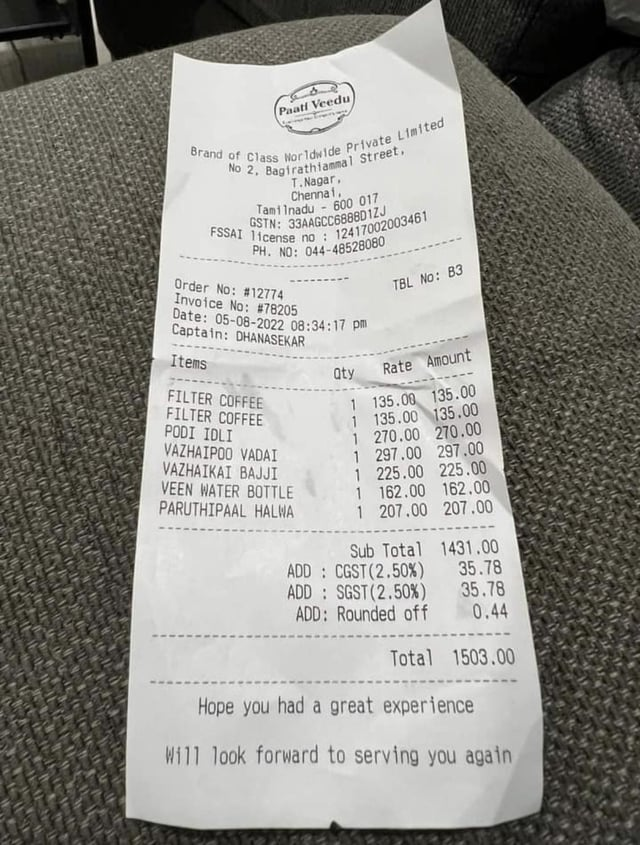 Paati Veedu
Brand of Class Worldwide Private Limited
No 2, Bagirathiammal Street,
T.Nagar,
Chennai,
Tamilnadu - 600 017
GSTN: 33AAGCC6888D1ZJ
FSSAI license no : 12417002003461
PH. NO: 044-48528080
Order No: #12774 TBL No: B3
Invoice No: #78205
Date: 05-08-2022 08:34:17 pm
Captain: DHANASEKAR
Items Qty Rate Amount
FILTER COFFEE 1 135.00 135.00
FILTER COFFEE 1 135.00 135.00
PODI IDLI 1 270.00 270.00
VAZHAIPOO VADAI 1 297.00 297.00
VAZHAIKAI BAJJI 1 225.00 225.00
VEEN WATER BOTTLE 1 162.00 162.00
PARUTHIPAAL HALWA 1 207.00 207.00
Sub Total 1431.00
ADD : CGST(2.50%) 35.78
ADD : SGST(2.50%) 35.78
ADD: Rounded off 0.44
Total 1503.00
Hope you had a great experience
Will look forward to serving you again